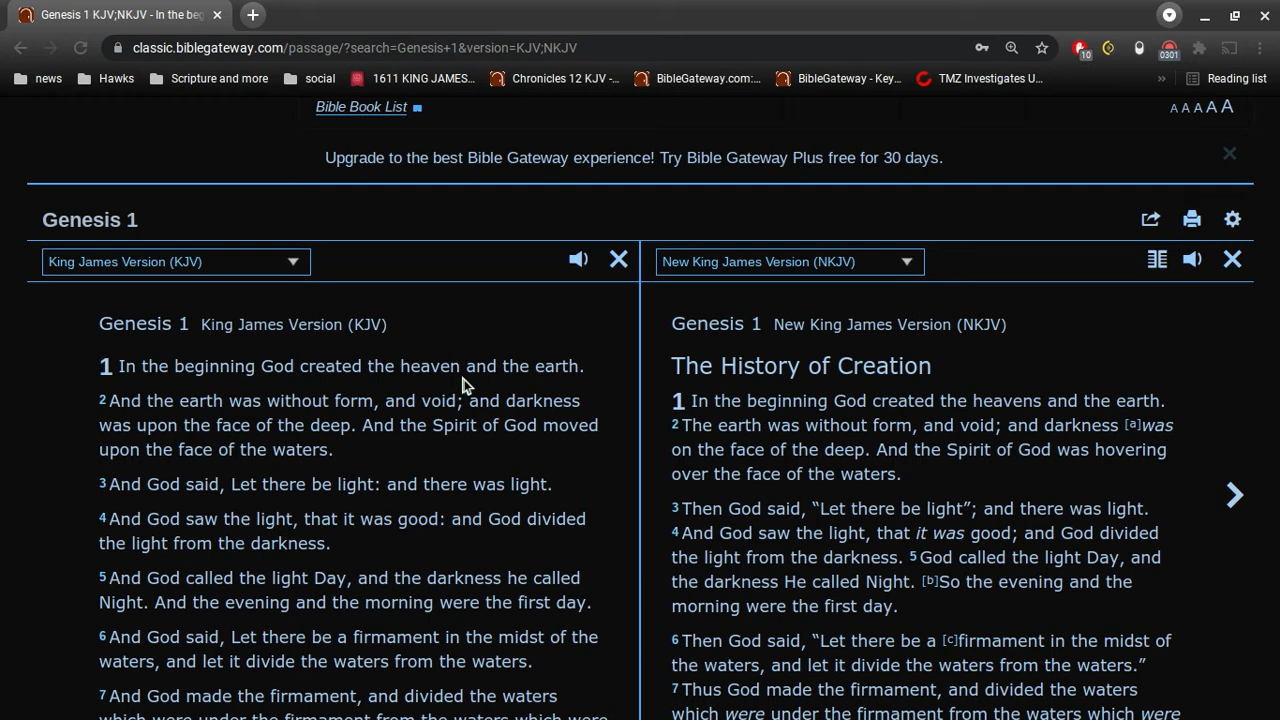 Genesis 1 KJV;NKJV - In the beg
classic.biblegateway.com/passage/?search=Genesis+1&version=KJV;NKJV
10
0301
news
Hawks
Scripture and more
social
1611 KING JAMES...
Chronicles 12 KJV -...
BibleGateway.com:...
BibleGateway - Key...
TMZ Investigates U...
»
Reading list
Bible Book List
A A A A A
Upgrade to the best Bible Gateway experience! Try Bible Gateway Plus free for 30 days.
Genesis 1
King James Version (KJV)
Genesis 1 King James Version (KJV)
1 In the beginning God created the heaven and the earth.
2 And the earth was without form, and void; and darkness
was upon the face of the deep. And the Spirit of God moved
upon the face of the waters.
3 And God said, Let there be light: and there was light.
4 And God saw the light, that it was good: and God divided
the light from the darkness.
5 And God called the light Day, and the darkness he called
Night. And the evening and the morning were the first day.
6 And God said, Let there be a firmament in the midst of the
waters, and let it divide the waters from the waters.
7 And God made the firmament, and divided the waters
which were under the firmament from the waters which were
New King James Version (NKJV)
Genesis 1 New King James Version (NKJV)
The History of Creation
1 In the beginning God created the heavens and the earth.
2 The earth was without form, and void; and darkness [a]was
on the face of the deep. And the Spirit of God was hovering
over the face of the waters.
3 Then God said, “Let there be light”; and there was light.
4 And God saw the light, that it was good; and God divided
the light from the darkness. 5 God called the light Day, and
the darkness He called Night. [b]So the evening and the
morning were the first day.
6 Then God said, “Let there be a [c]firmament in the midst of
the waters, and let it divide the waters from the waters.”
7 Thus God made the firmament, and divided the waters
which were under the firmament from the waters which were